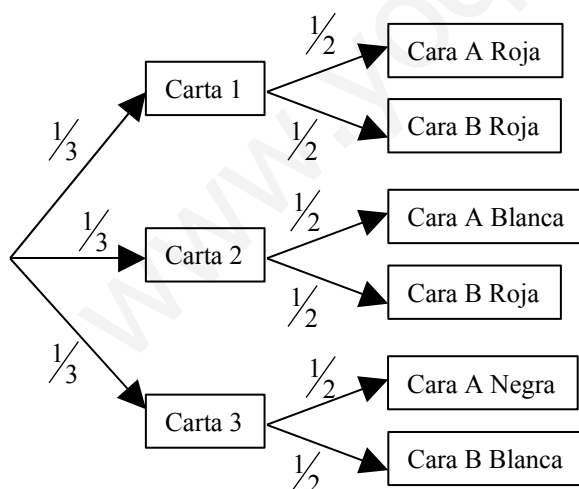 1/2
Cara A Roja
Carta 1
1/3
1/2
Cara B Roja
1/2
Cara A Blanca
1/3
Carta 2
1/2
Cara B Roja
1/3
1/2
Cara A Negra
Carta 3
1/2
Cara B Blanca